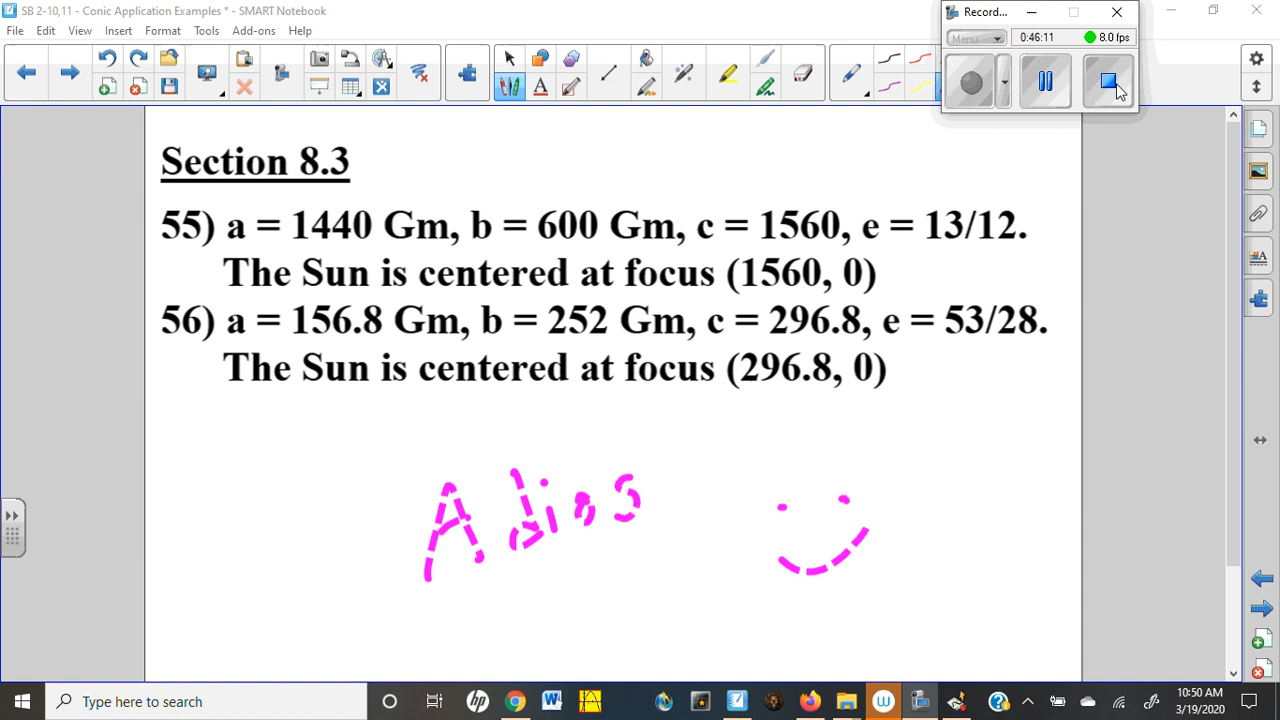 SB 2-10,11 - Conic Application Examples * - SMART Notebook
File Edit View Insert Format Tools Add-ons Help
Record...
Menu 0:46:11 8.0 fps
Section 8.3
55) a = 1440 Gm, b = 600 Gm, c = 1560, e = 13/12.
The Sun is centered at focus (1560, 0)
56) a = 156.8 Gm, b = 252 Gm, c = 296.8, e = 53/28.
The Sun is centered at focus (296.8, 0)
Adios
Type here to search
10:50 AM
3/19/2020